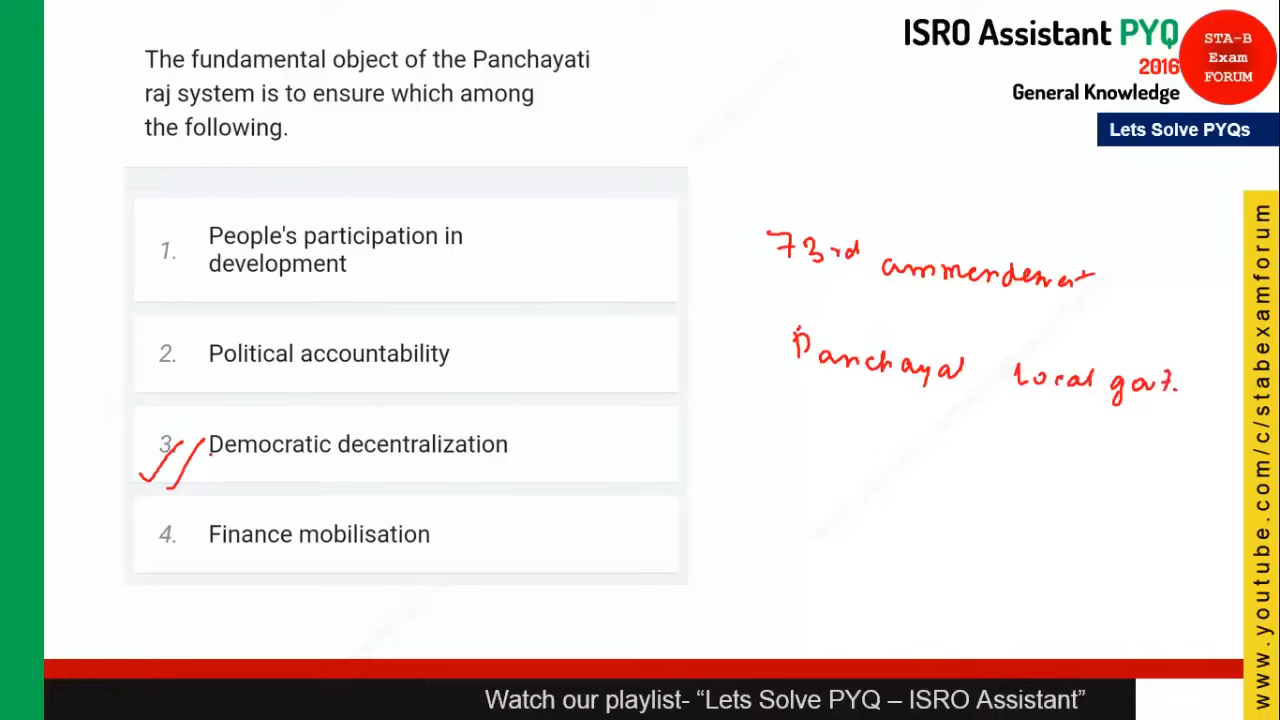 The fundamental object of the Panchayati
raj system is to ensure which among
the following.
1. People's participation in
development
2. Political accountability
3. Democratic decentralization
4. Finance mobilisation
73rd ammendement
Panchayat local govt.
ISRO Assistant PYQ
2016
General Knowledge
STA-B
Exam
FORUM
Lets Solve PYQs
www.youtube.com/c/stabexamforum
Watch our playlist- “Lets Solve PYQ – ISRO Assistant”